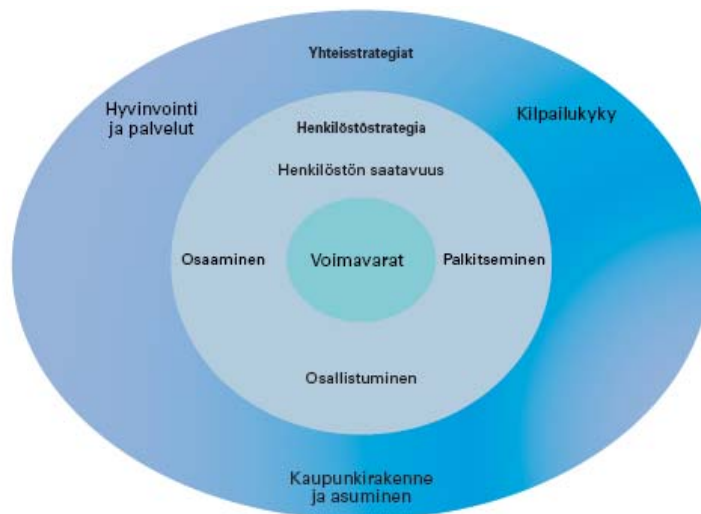 Yhteisstrategiat
Hyvinvointi
ja palvelut
Kilpailukyky
Henkilöstöstrategia
Henkilöstön saatavuus
Osaaminen
Voimavarat
Palkitseminen
Osallistuminen
Kaupunkirakenne
ja asuminen